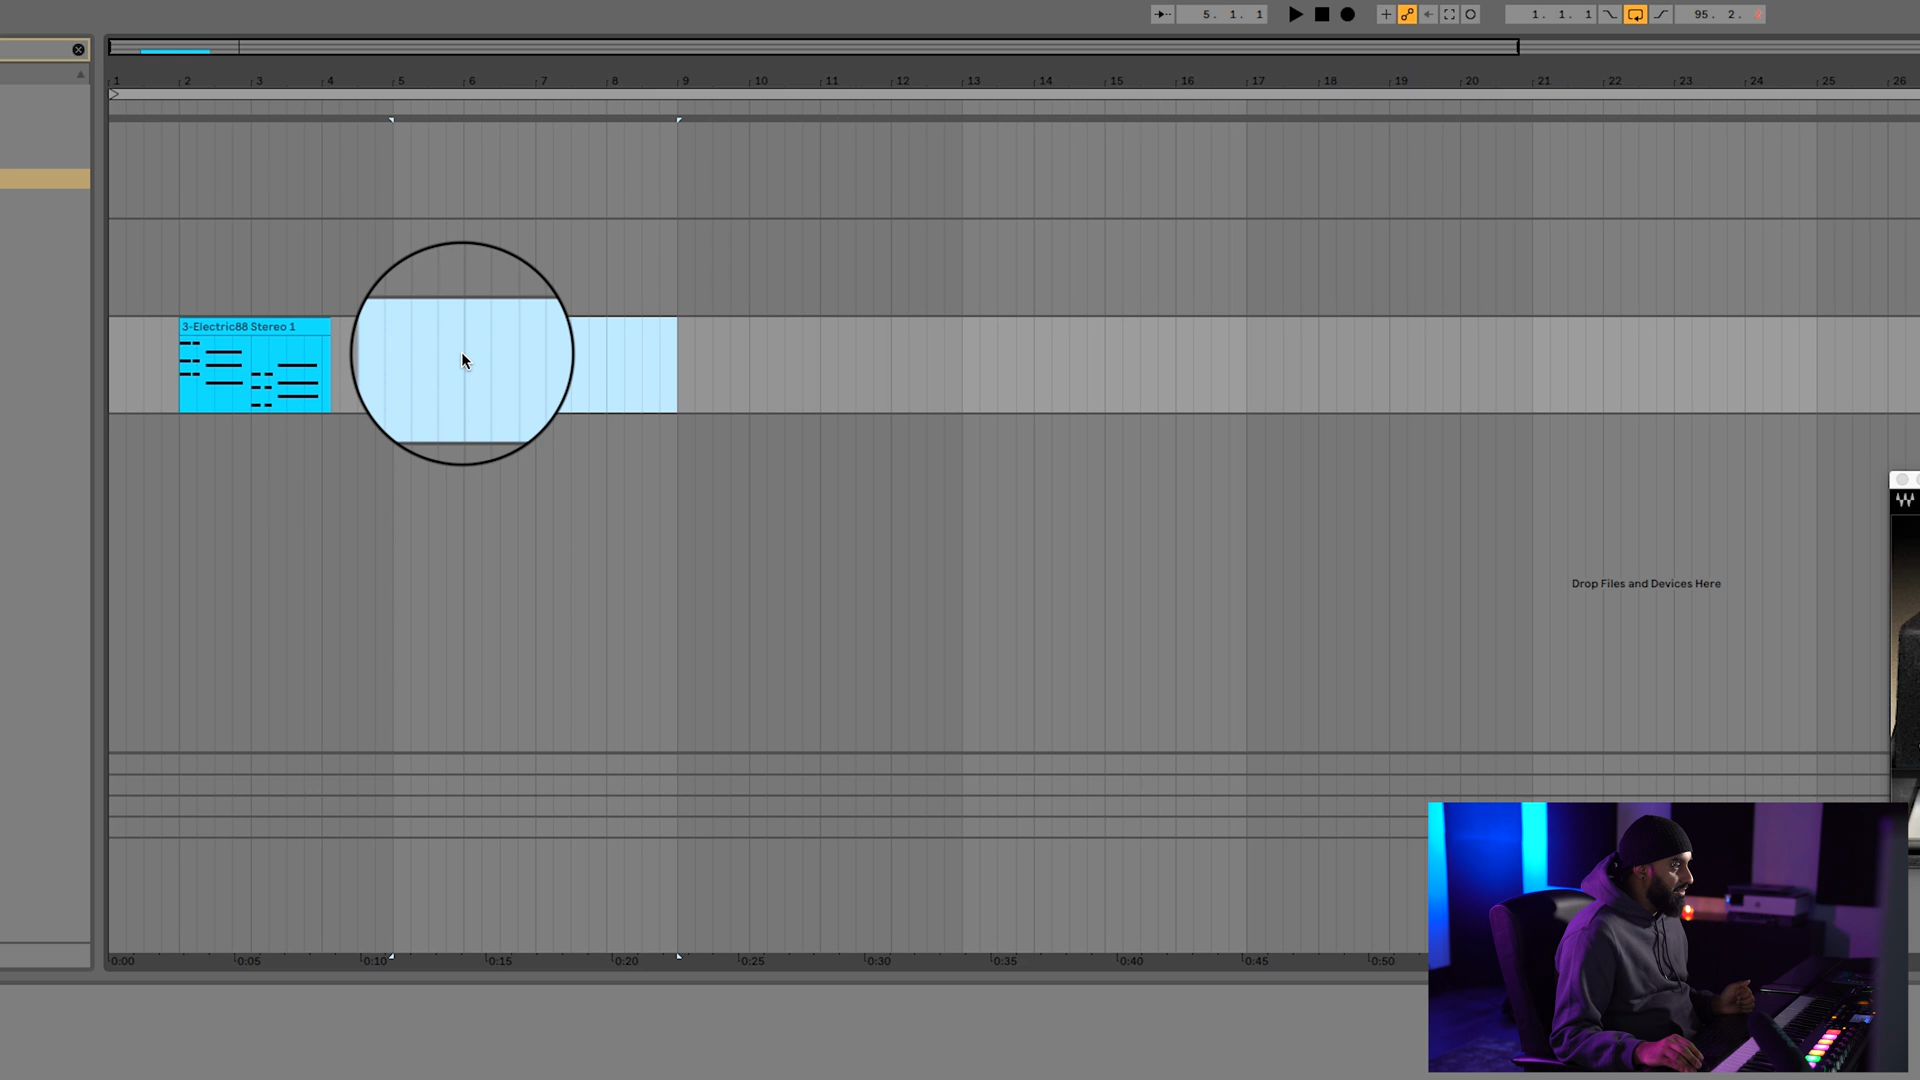 5. 1. 1
1. 1. 1
95. 2.
1 2 3 4 5 6 7 8 9 10 11 12 13 14 15 16 17 18 19 20 21 22 23 24 25 26
3-Electric88 Stereo 1
Drop Files and Devices Here
0:00 0:05 0:10 0:15 0:20 0:25 0:30 0:35 0:40 0:45 0:50